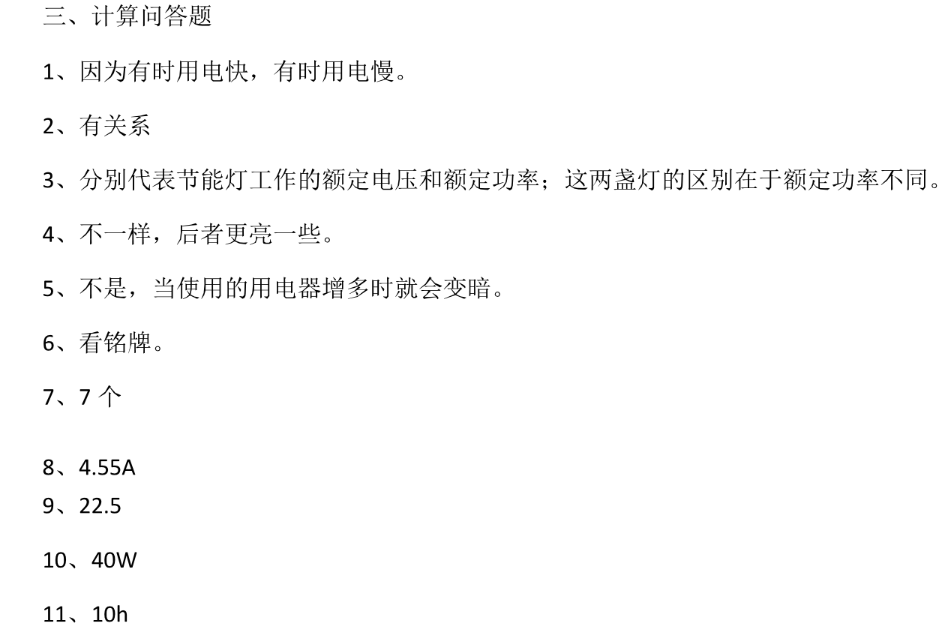 三、计算问答题
1、因为有时用电快，有时用电慢。
2、有关系
3、分别代表节能灯工作的额定电压和额定功率；这两盏灯的区别在于额定功率不同。
4、不一样，后者更亮一些。
5、不是，当使用的用电器增多时就会变暗。
6、看铭牌。
7、7 个
8、4.55A
9、22.5
10、40W
11、10h